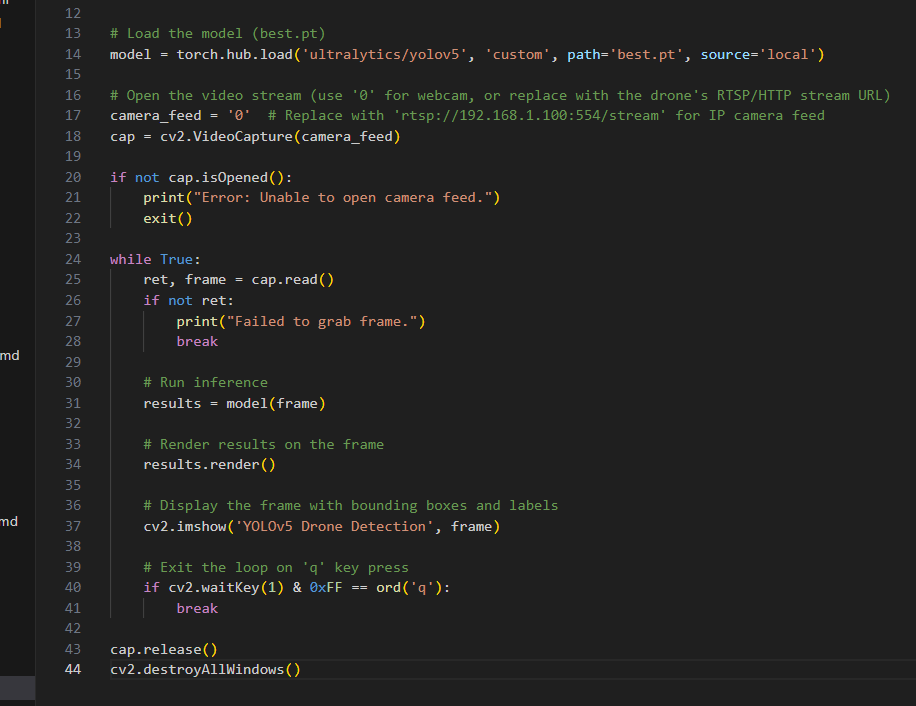 12
13 # Load the model (best.pt)
14 model = torch.hub.load('ultralytics/yolov5', 'custom', path='best.pt', source='local')
15
16 # Open the video stream (use '0' for webcam, or replace with the drone's RTSP/HTTP stream URL)
17 camera_feed = '0'  # Replace with 'rtsp://192.168.1.100:554/stream' for IP camera feed
18 cap = cv2.VideoCapture(camera_feed)
19
20 if not cap.isOpened():
21     print("Error: Unable to open camera feed.")
22     exit()
23
24 while True:
25     ret, frame = cap.read()
26     if not ret:
27         print("Failed to grab frame.")
md
28         break
29
30     # Run inference
31     results = model(frame)
32
33     # Render results on the frame
34     results.render()
35
36     # Display the frame with bounding boxes and labels
md
37     cv2.imshow('YOLOv5 Drone Detection', frame)
38
39     # Exit the loop on 'q' key press
40     if cv2.waitKey(1) & 0xFF == ord('q'):
41         break
42
43 cap.release()
44 cv2.destroyAllWindows()